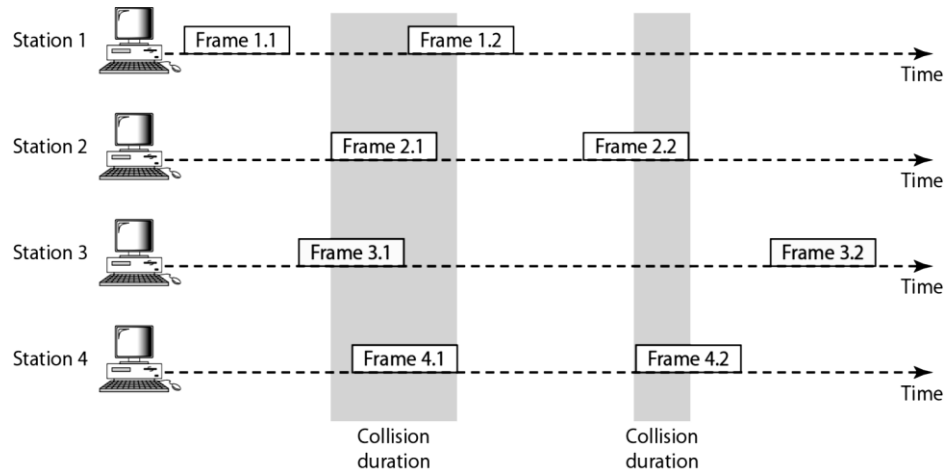 Station 1
Frame 1.1
Frame 1.2
Time
Station 2
Frame 2.1
Frame 2.2
Time
Station 3
Frame 3.1
Frame 3.2
Time
Station 4
Frame 4.1
Frame 4.2
Time
Collision
duration
Collision
duration